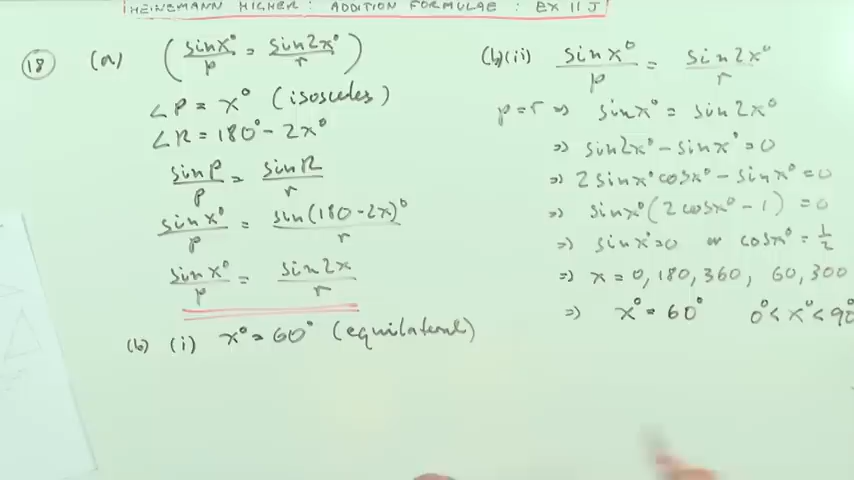 HEINEMANN HIGHER : ADDITION FORMULAE : EX 11J
18 (a) (sinx°/p = sin2x°/r)
∠P = x° (isosceles)
∠R = 180° - 2x°
sinP/p = sinR/r
sinx°/p = sin(180-2x)°/r
sinx°/p = sin2x/r
(b) (i) x° = 60° (equilateral)
(b)(ii) sinx°/p = sin2x°/r
p=r ⇒ sinx° = sin2x°
⇒ sin2x° - sinx° = 0
⇒ 2sinx°cosx° - sinx° = 0
⇒ sinx°(2cosx° - 1) = 0
⇒ sinx°=0 or cosx° = 1/2
⇒ x = 0, 180, 360, 60, 300
⇒ x° = 60° 0° < x° < 90°